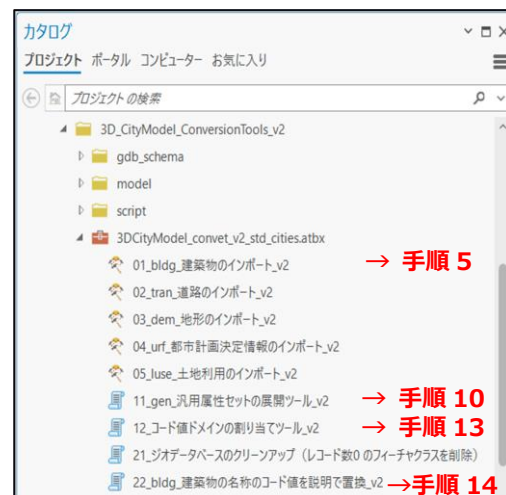 カタログ
プロジェクト ポータル コンピューター お気に入り
プロジェクトの検索
3D_CityModel_ConversionTools_v2
gdb_schema
model
script
3DCityModel_convet_v2_std_cities.atbx
01_bldg_建築物のインポート_v2 → 手順 5
02_tran_道路のインポート_v2
03_dem_地形のインポート_v2
04_urf_都市計画決定情報のインポート_v2
05_luse_土地利用のインポート_v2
11_gen_汎用属性セットの展開ツール_v2 → 手順 10
12_コード値ドメインの割り当てツール_v2 → 手順 13
21_ジオデータベースのクリーンアップ（レコード数0 のフィーチャクラスを削除）
22_bldg_建築物の名称のコード値を説明で置換_v2 →手順 14